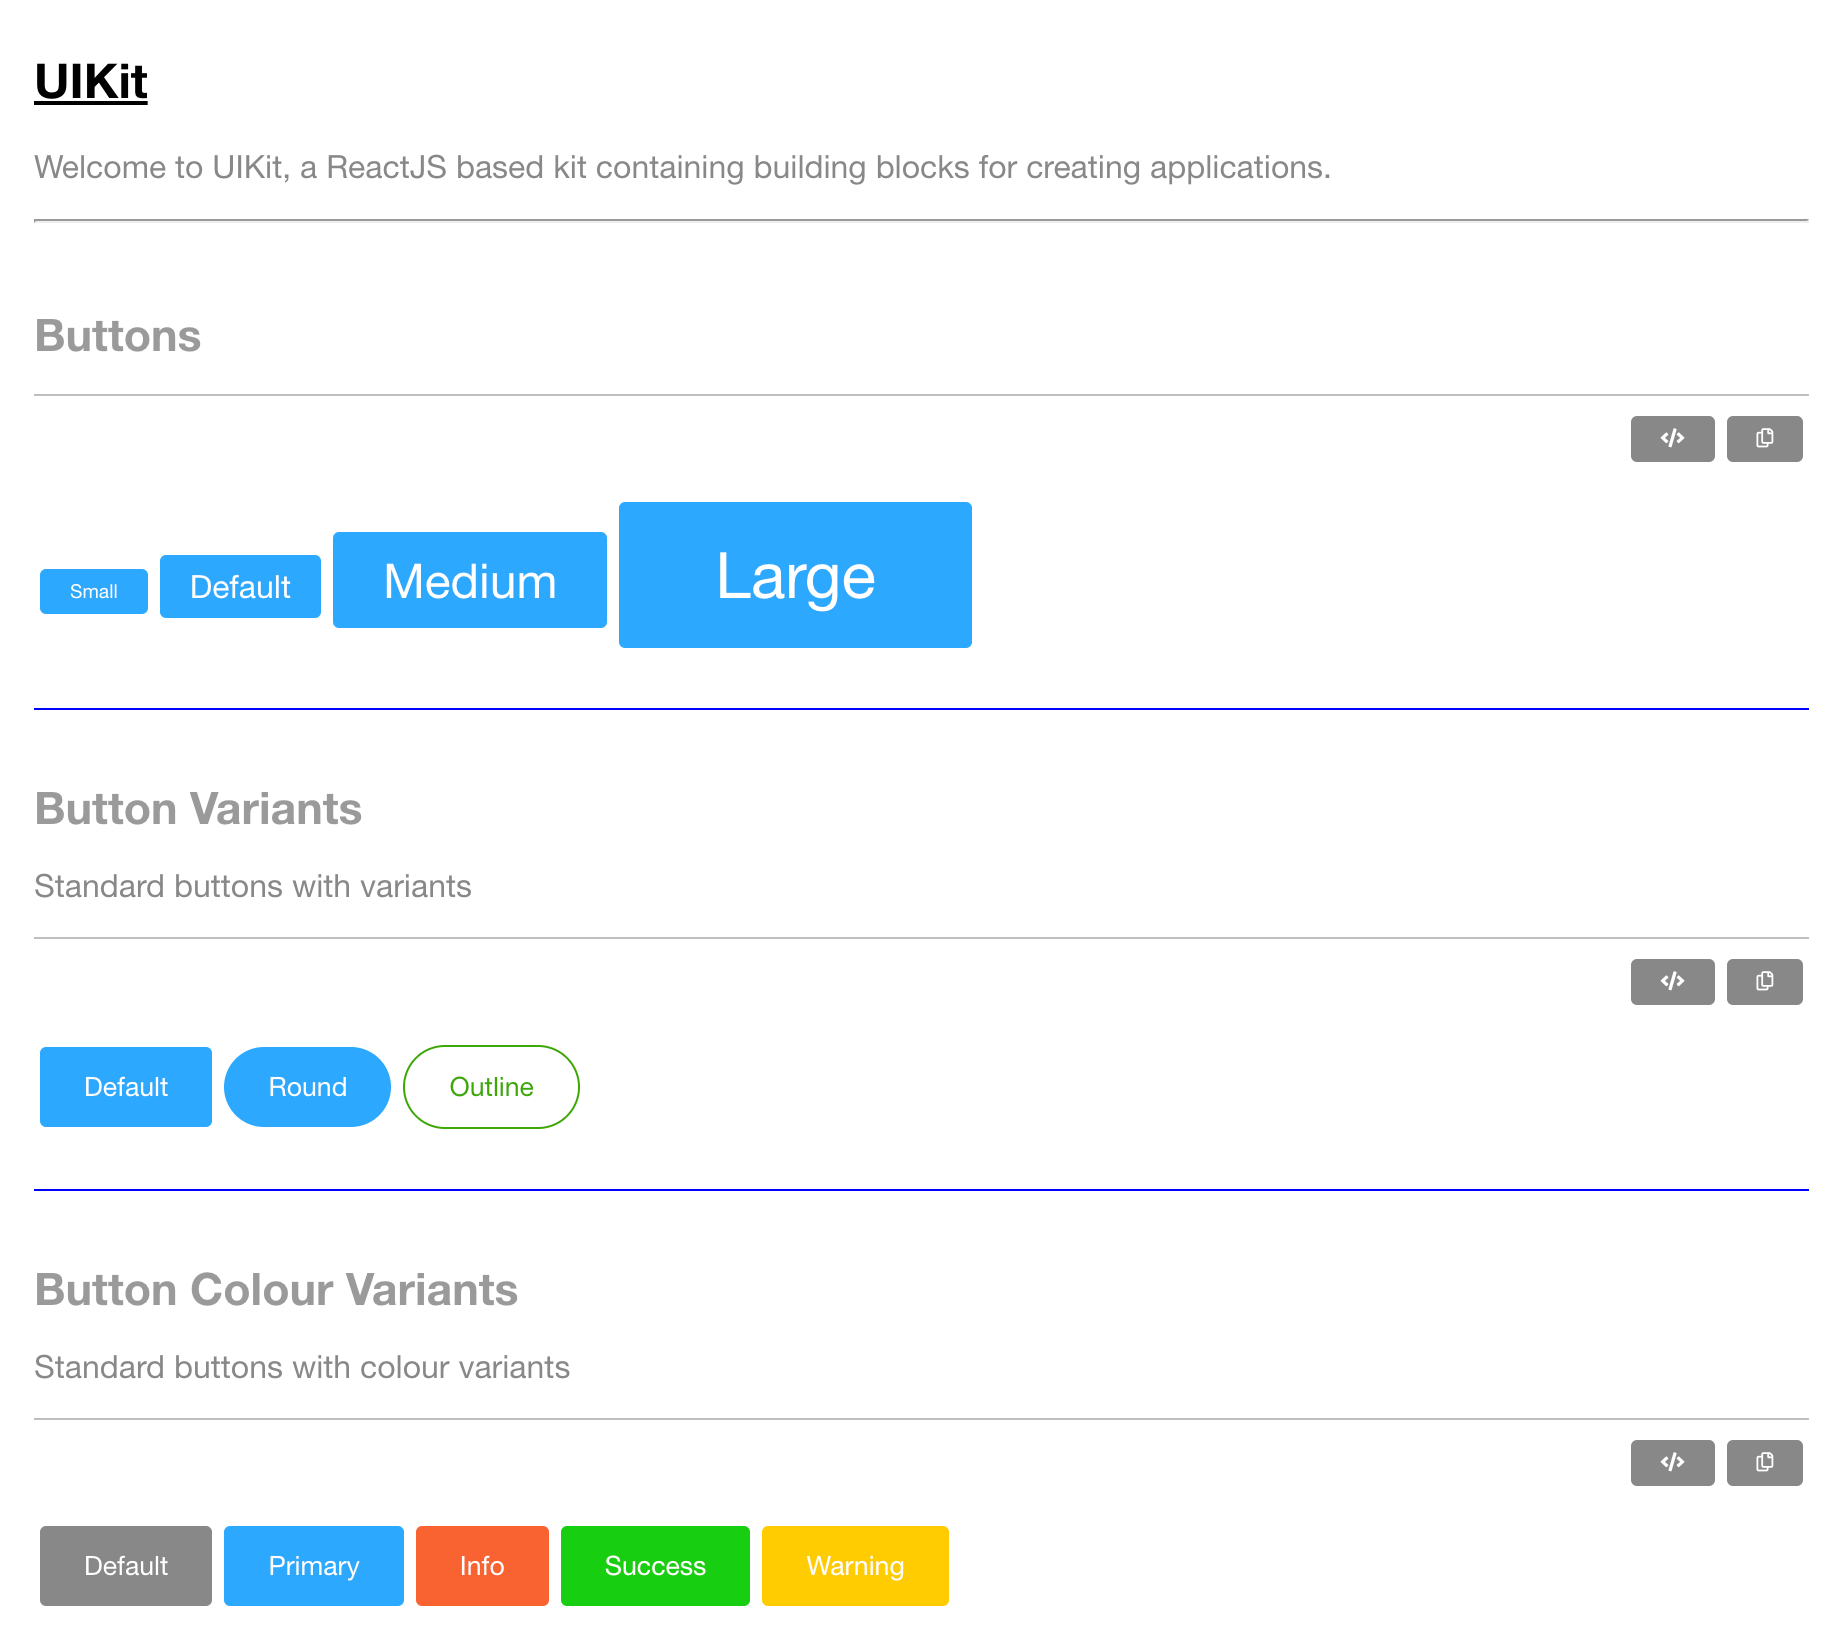 UIKit
Welcome to UIKit, a ReactJS based kit containing building blocks for creating applications.
Buttons
Small Default Medium Large
Button Variants
Standard buttons with variants
Default Round Outline
Button Colour Variants
Standard buttons with colour variants
Default Primary Info Success Warning